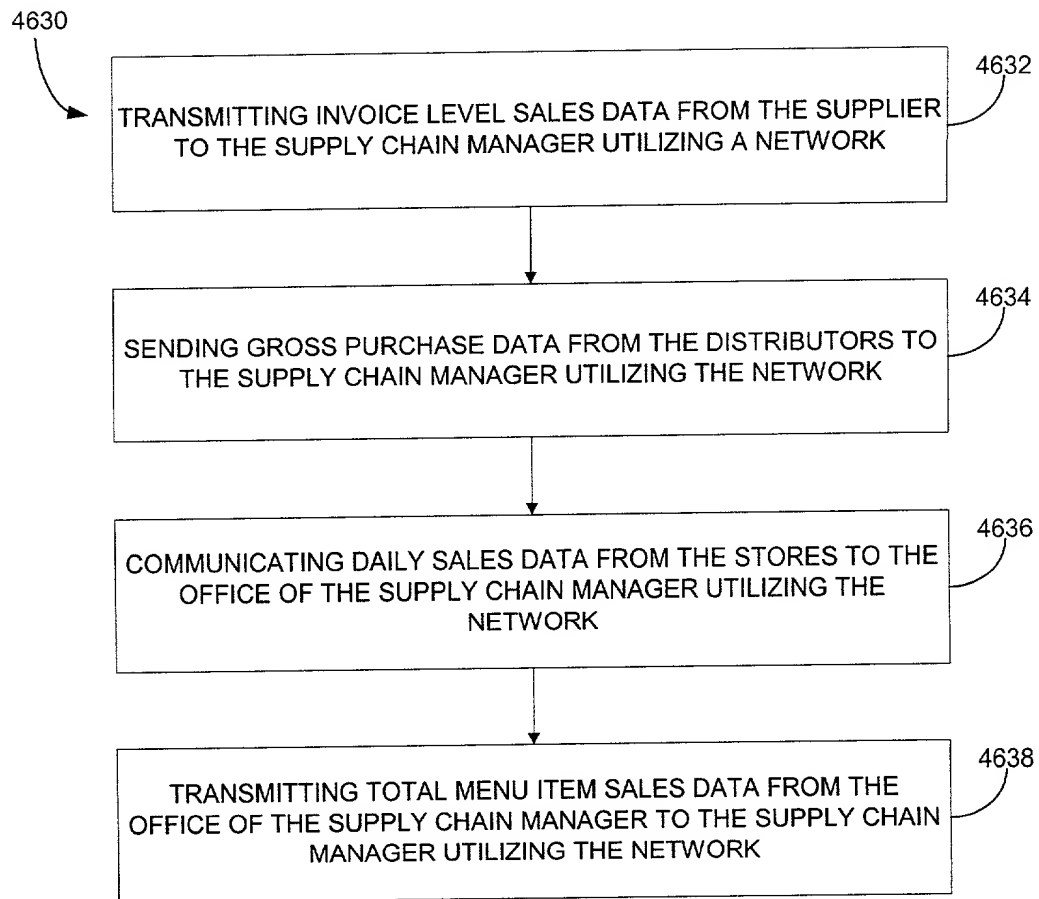 4630
4632
TRANSMITTING INVOICE LEVEL SALES DATA FROM THE SUPPLIER
TO THE SUPPLY CHAIN MANAGER UTILIZING A NETWORK
4634
SENDING GROSS PURCHASE DATA FROM THE DISTRIBUTORS TO
THE SUPPLY CHAIN MANAGER UTILIZING THE NETWORK
4636
COMMUNICATING DAILY SALES DATA FROM THE STORES TO THE
OFFICE OF THE SUPPLY CHAIN MANAGER UTILIZING THE
NETWORK
4638
TRANSMITTING TOTAL MENU ITEM SALES DATA FROM THE
OFFICE OF THE SUPPLY CHAIN MANAGER TO THE SUPPLY CHAIN
MANAGER UTILIZING THE NETWORK